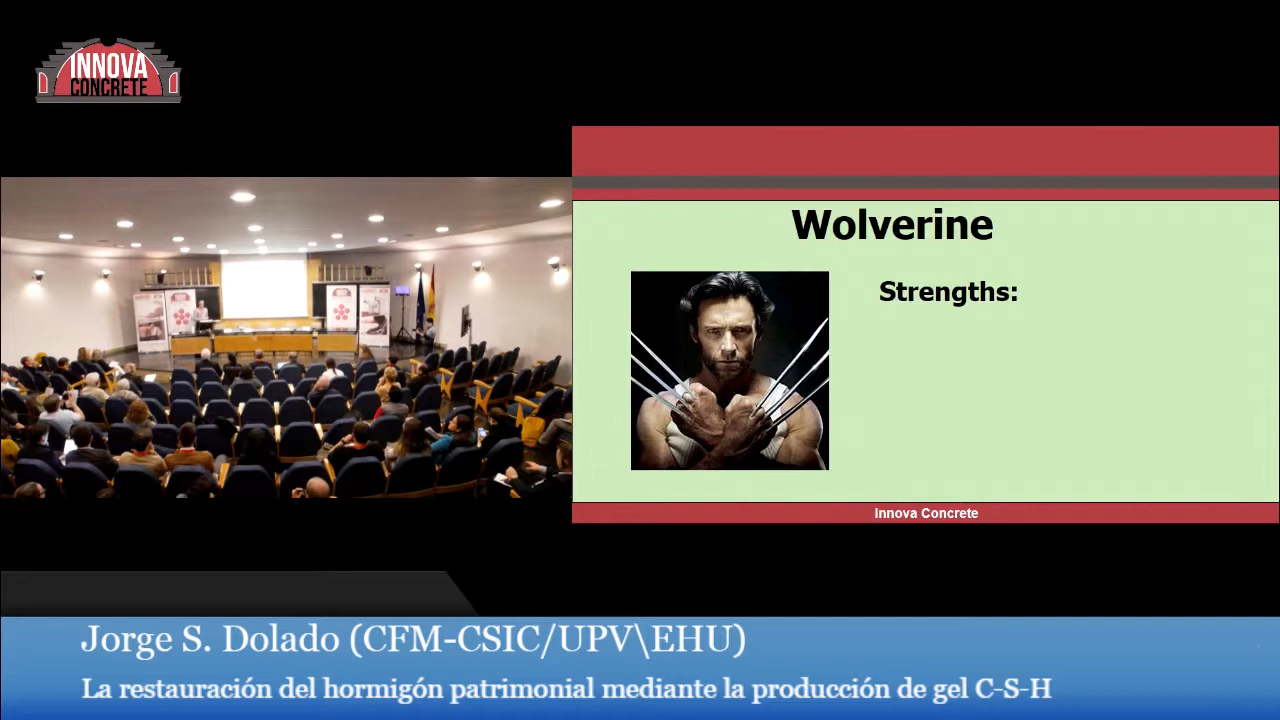 INNOVA
CONCRETE
Wolverine
Strengths:
Innova Concrete
Jorge S. Dolado (CFM-CSIC/UPV\EHU)
La restauración del hormigón patrimonial mediante la producción de gel C-S-H